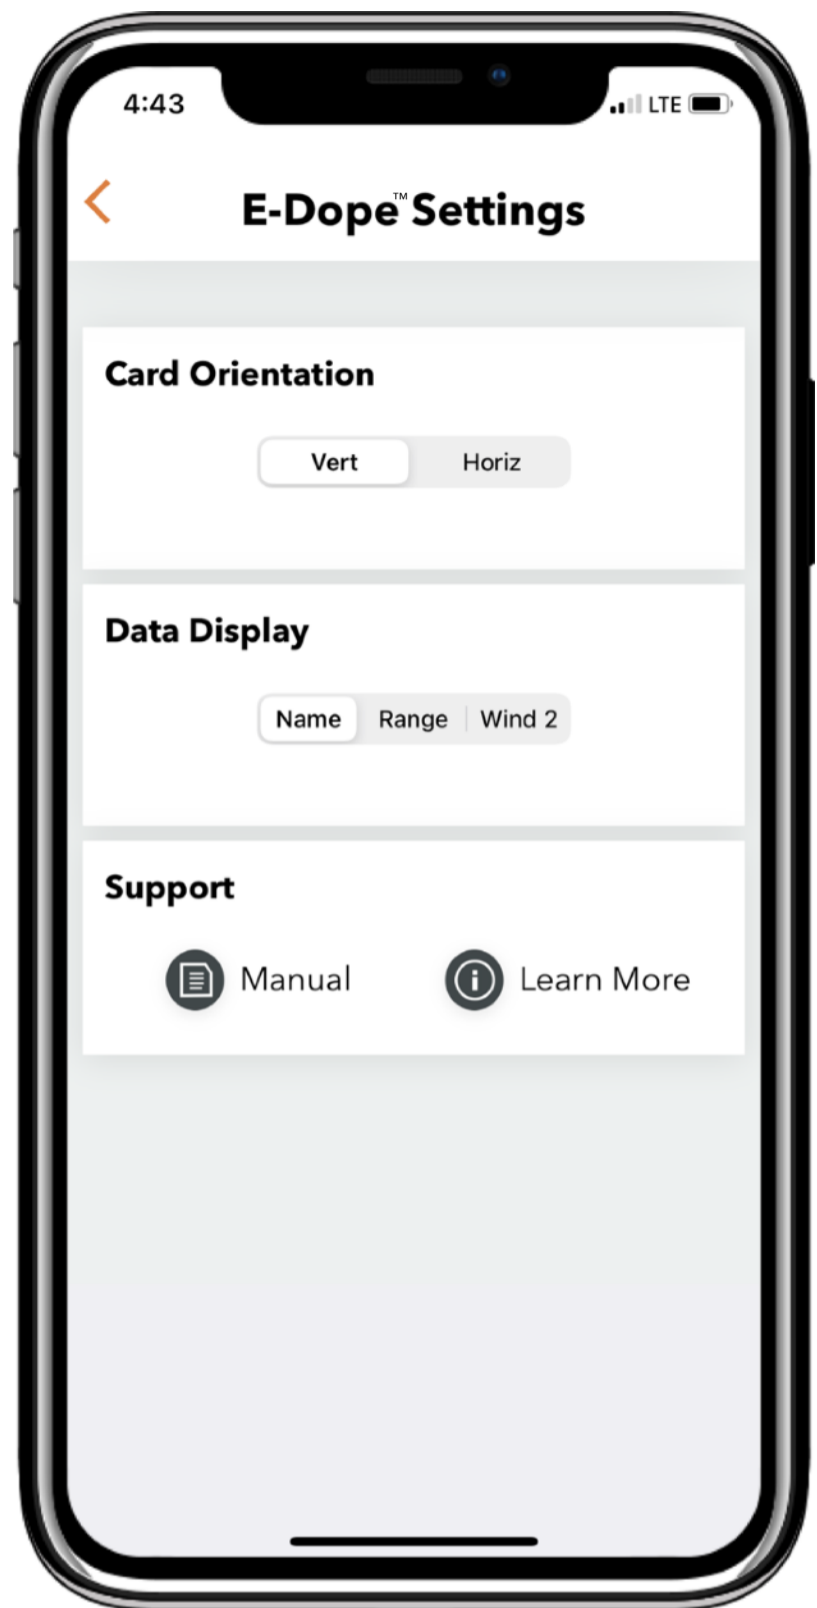 4:43 LTE
E-Dope™ Settings
Card Orientation
Vert Horiz
Data Display
Name Range Wind 2
Support
Manual Learn More